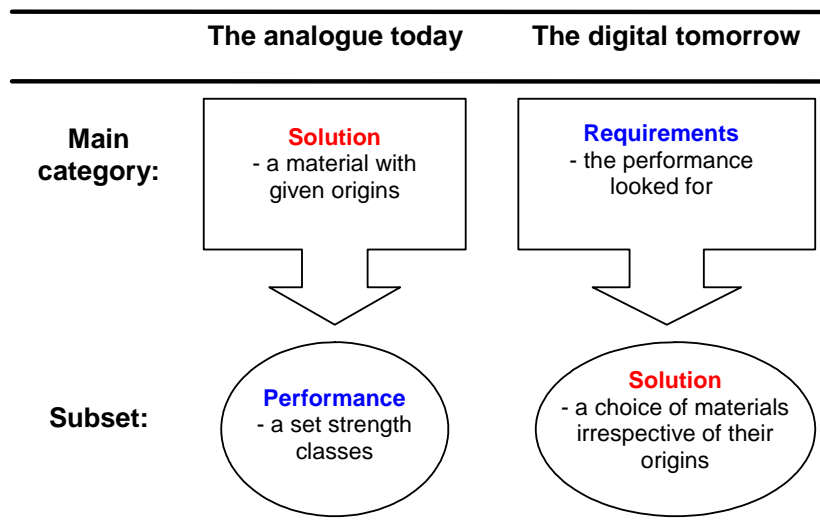 The analogue today
The digital tomorrow
Main
category:
Solution
- a material with
given origins
Requirements
- the performance
looked for
Subset:
Performance
- a set strength
classes
Solution
- a choice of materials
irrespective of their
origins